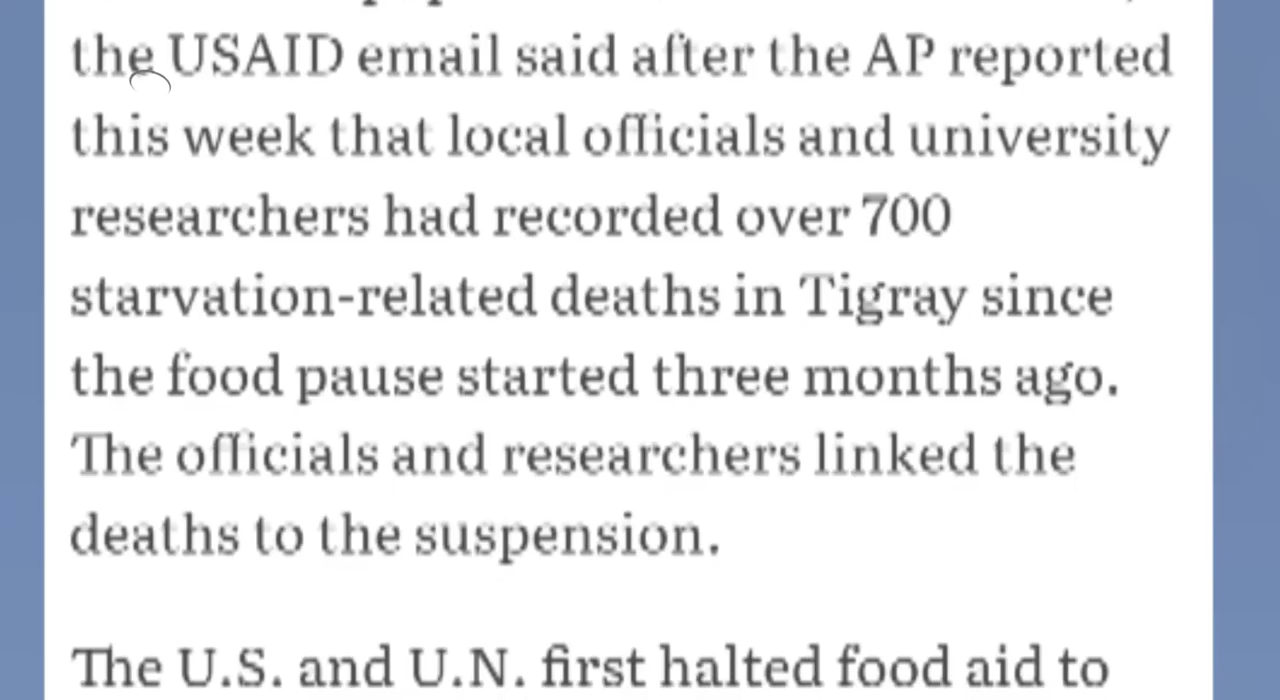 the USAID email said after the AP reported
this week that local officials and university
researchers had recorded over 700
starvation-related deaths in Tigray since
the food pause started three months ago.
The officials and researchers linked the
deaths to the suspension.
The U.S. and U.N. first halted food aid to